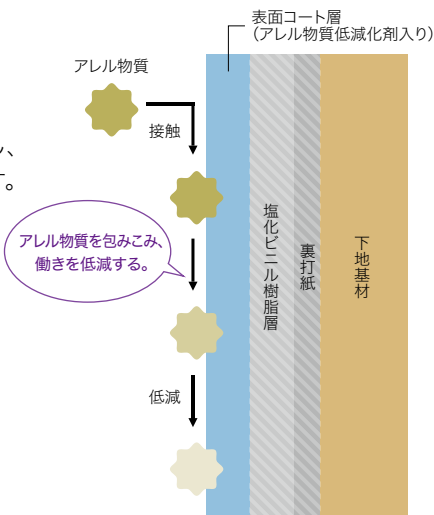 表面コート層
（アレル物質低減化剤入り）
アレル物質
接触
す。
アレル物質を包みこみ、
働きを低減する。
塩化ビニル樹脂層
裏打紙
下地基材
低減